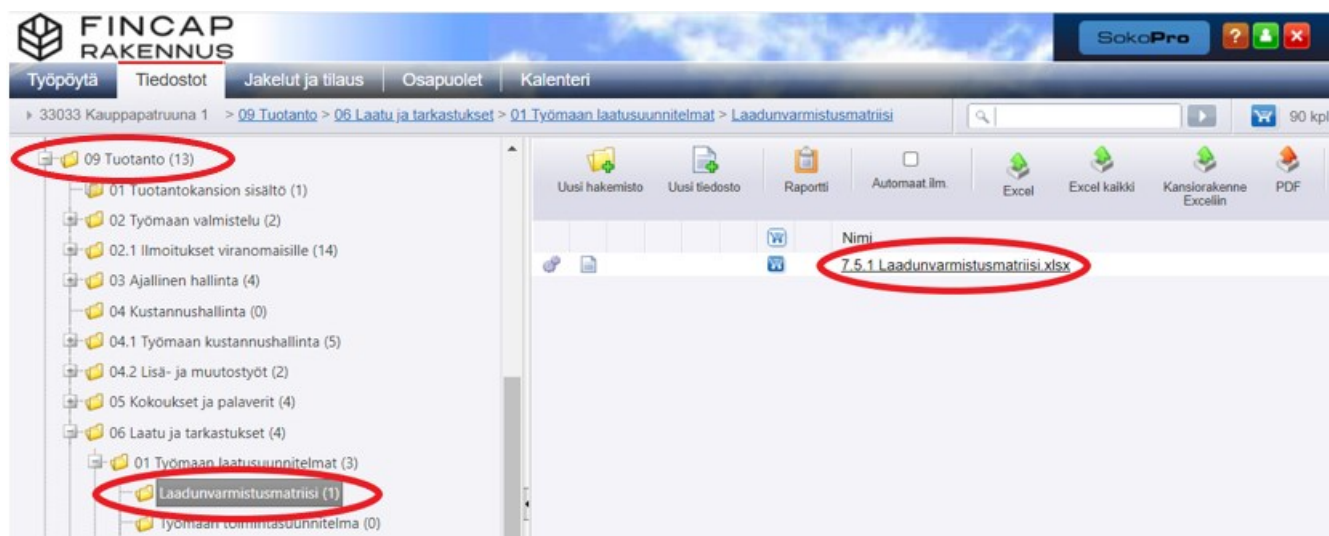 FINCAP
RAKENNUS
SokoPro ?
Työpöytä Tiedostot Jakelut ja tilaus Osapuolet Kalenteri
33033 Kauppapatruuna 1 > 09 Tuotanto > 06 Laatu ja tarkastukset > 01 Työmaan laatusuunnitelmat > Laadunvarmistusmatriisi
90 kpl
09 Tuotanto (13)
01 Tuotantokansion sisältö (1)
02 Työmaan valmistelu (2)
02.1 Ilmoitukset viranomaisille (14)
03 Ajallinen hallinta (4)
04 Kustannushallinta (0)
04.1 Työmaan kustannushallinta (5)
04.2 Lisä- ja muutostyöt (2)
05 Kokoukset ja palaverit (4)
06 Laatu ja tarkastukset (4)
01 Työmaan laatusuunnitelmat (3)
Laadunvarmistusmatriisi (1)
Työmaan toimintasuunnitelma (0)
Uusi hakemisto Uusi tiedosto Raportti Automaat.ilm. Excel Excel kaikki Kansiorakenne Exceliin PDF
Nimi
7.5.1 Laadunvarmistusmatriisi.xlsx